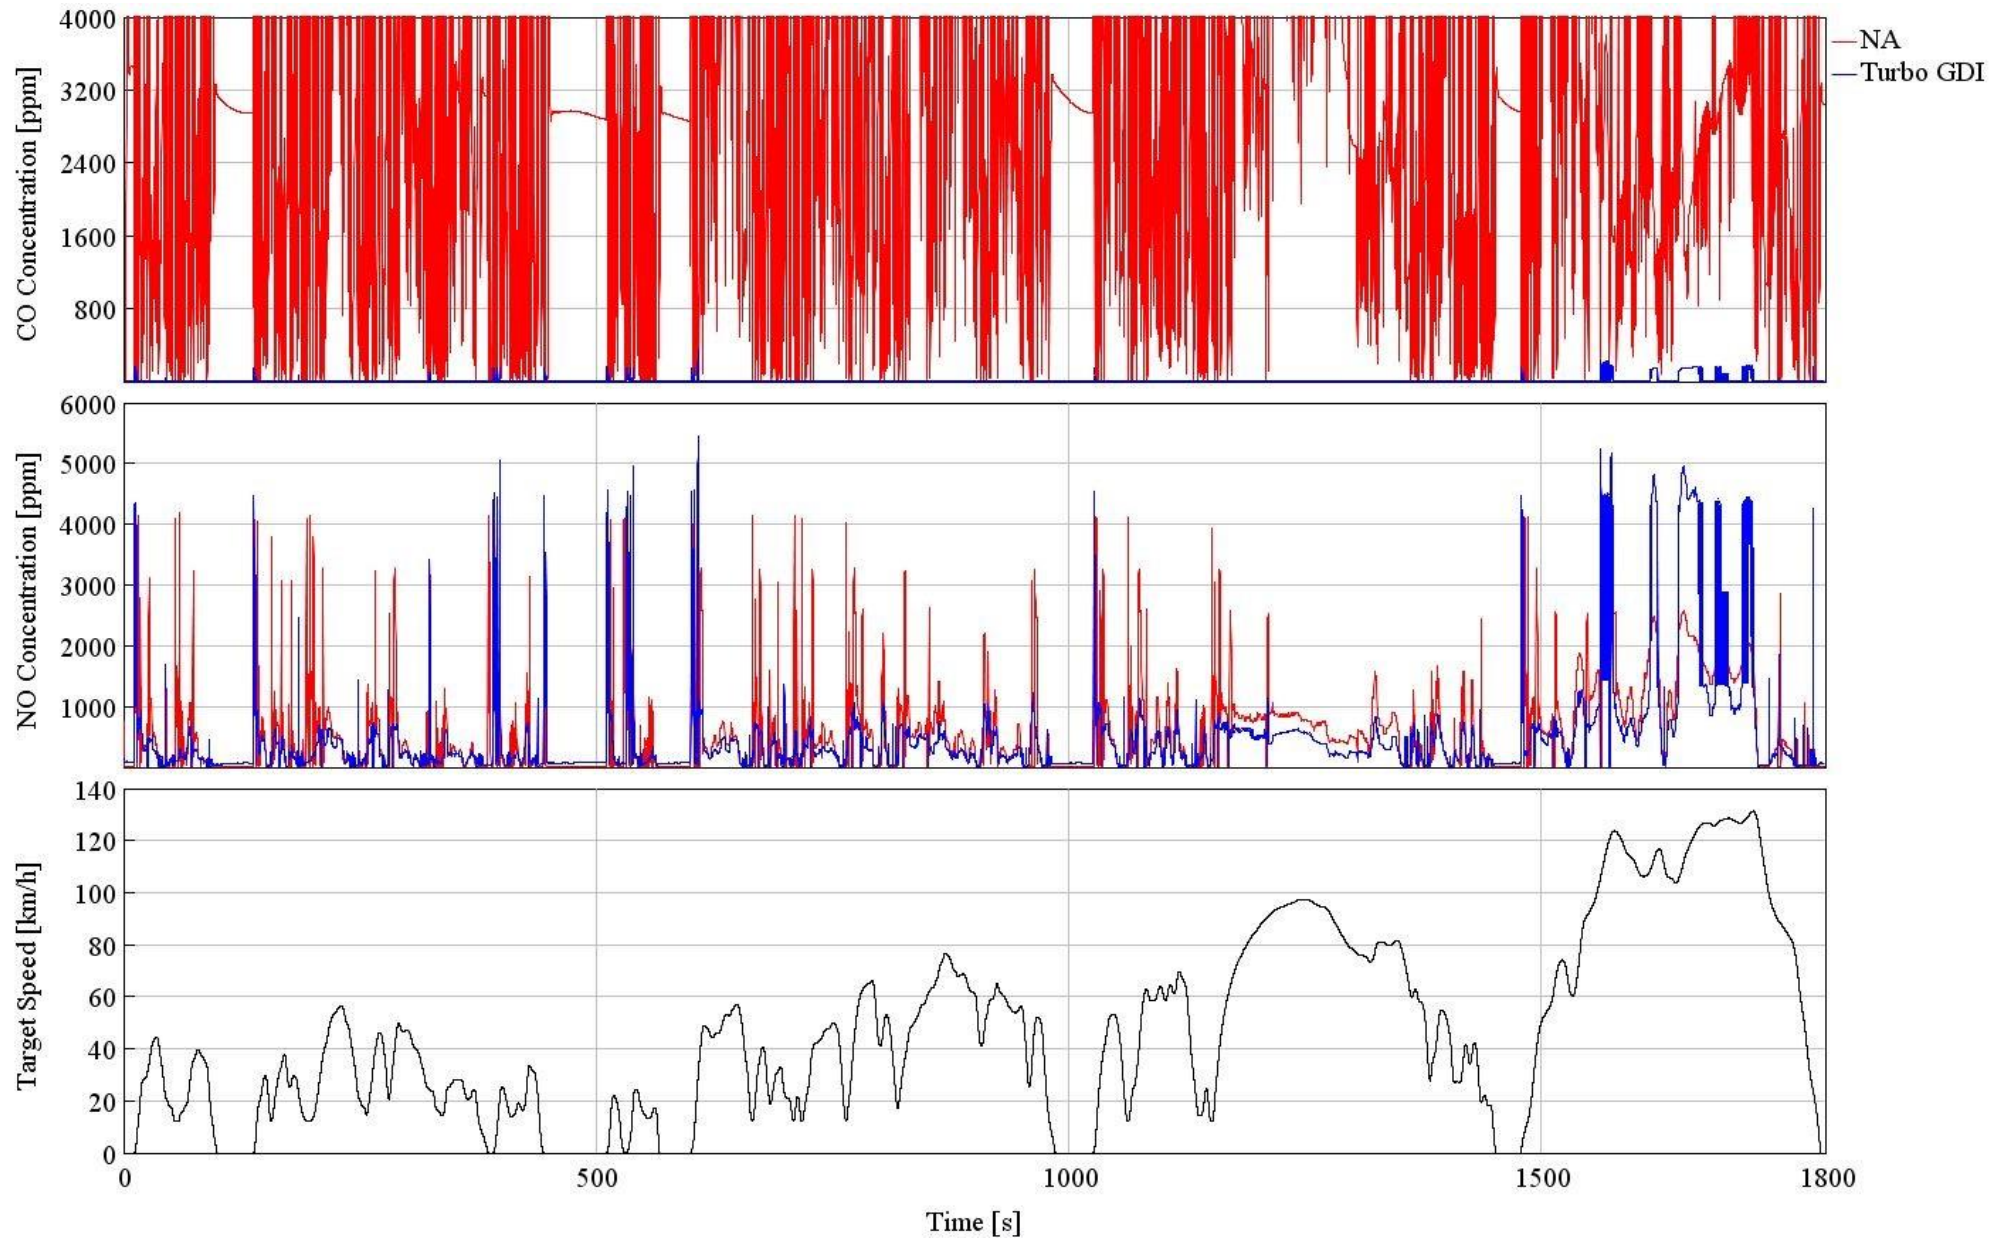 4000
3200
2400
1600
800
CO Concentration [ppm]
NA
Turbo GDI
6000
5000
4000
3000
2000
1000
NO Concentration [ppm]
140
120
100
80
60
40
20
0
Target Speed [km/h]
0 500 1000 1500 1800
Time [s]